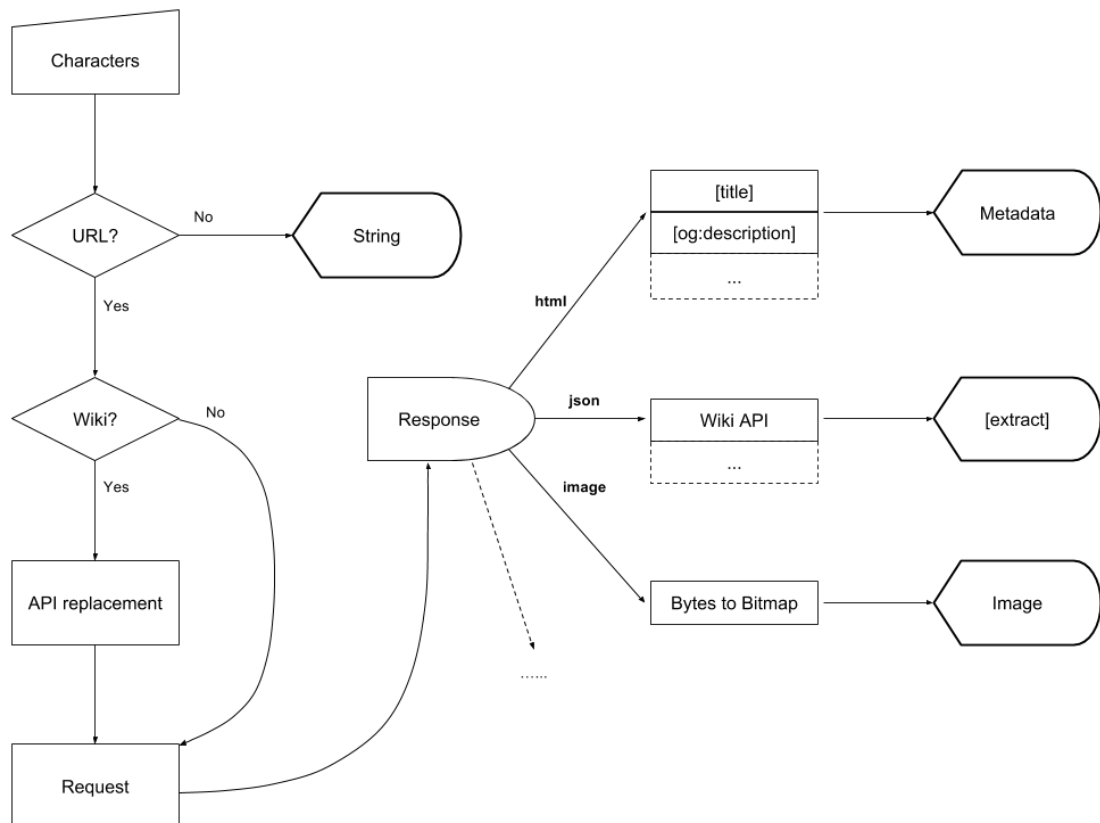 Characters
URL?
No
String
Yes
Wiki?
No
Yes
API replacement
Request
Response
html
json
image
......
[title]
[og:description]
...
Metadata
Wiki API
...
[extract]
Bytes to Bitmap
Image